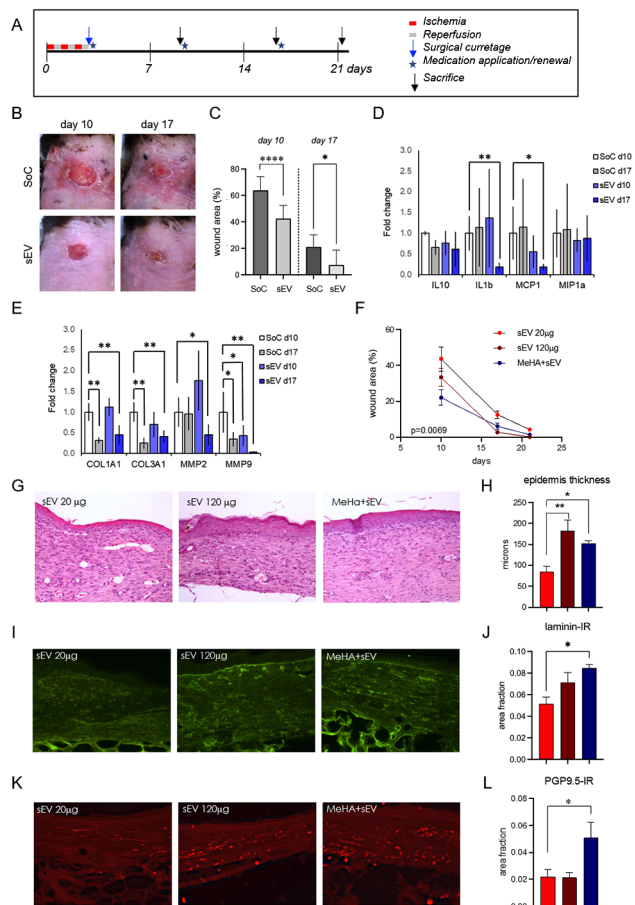 A
Ischemia
Reperfusion
Surgical curretage
Medication application/renewal
Sacrifice
0 7 14 21 days
B
day 10 day 17
SoC
sEV
C
day 10 day 17
**** *
wound area (%)
80
60
40
20
0
SoC sEV SoC sEV
D
Fold change
3.0
2.5
2.0
1.5
1.0
0.5
0.0
** *
SoC d10
SoC d17
sEV d10
sEV d17
IL10 IL1b MCP1 MIP1a
E
Fold change
3.0
2.5
2.0
1.5
1.0
0.5
0.0
** ** ** ** * ** * *
SoC d10
SoC d17
sEV d10
sEV d17
COL1A1 COL3A1 MMP2 MMP9
F
wound area (%)
60
40
20
0
sEV 20µg
sEV 120µg
MeHA+sEV
p=0.0069
5 10 15 20 25
days
G
sEV 20 µg sEV 120 µg MeHa+sEV
H
epidermis thickness
microns
250
200
150
100
50
0
** *
I
sEV 20µg sEV 120µg MeHA+sEV
J
laminin-IR
area fraction
0.10
0.08
0.06
0.04
0.02
0.00
*
K
sEV 20µg sEV 120µg MeHA+sEV
L
PGP9.5-IR
area fraction
0.08
0.06
0.04
0.02
0.00
*